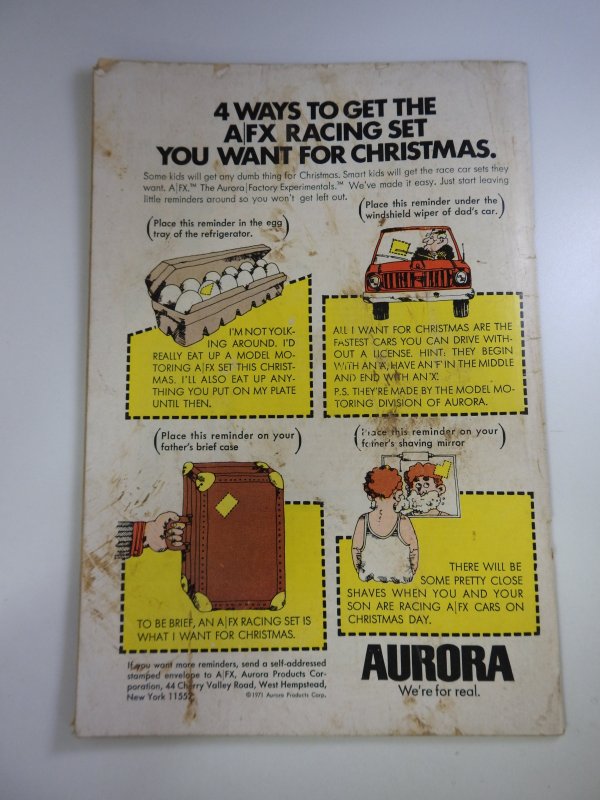 4 WAYS TO GET THE
A|FX RACING SET
YOU WANT FOR CHRISTMAS.
Some kids will get any dumb thing for Christmas. Smart kids will get the race car sets they
want. A|FX.™ The Aurora|Factory Experimentals.™ We've made it easy. Just start leaving
little reminders around so you won't get left out.
(Place this reminder in the egg
tray of the refrigerator.)
I'M NOT YOLK-
ING AROUND. I'D
REALLY EAT UP A MODEL MO-
TORING A|FX SET THIS CHRIST-
MAS. I'LL ALSO EAT UP ANY-
THING YOU PUT ON MY PLATE
UNTIL THEN.
(Place this reminder under the
windshield wiper of dad's car.)
ALL I WANT FOR CHRISTMAS ARE THE
FASTEST CARS YOU CAN DRIVE WITH-
OUT A LICENSE. HINT: THEY BEGIN
WITH AN 'A', HAVE AN 'F' IN THE MIDDLE
AND END WITH AN 'X'.
P.S. THEY'RE MADE BY THE MODEL MO-
TORING DIVISION OF AURORA.
(Place this reminder on your
father's brief case)
TO BE BRIEF, AN A|FX RACING SET IS
WHAT I WANT FOR CHRISTMAS.
(Place this reminder on your
father's shaving mirror)
THERE WILL BE
SOME PRETTY CLOSE
SHAVES WHEN YOU AND YOUR
SON ARE RACING A|FX CARS ON
CHRISTMAS DAY.
If you want more reminders, send a self-addressed
stamped envelope to A|FX, Aurora Products Cor-
poration, 44 Cherry Valley Road, West Hempstead,
New York 11552
©1971 Aurora Products Corp.
AURORA
We're for real.